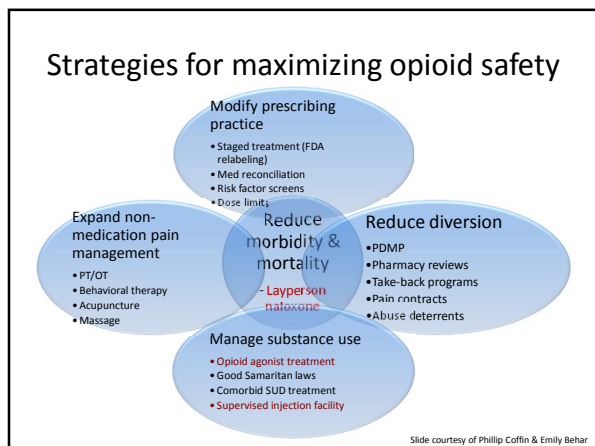 Strategies for maximizing opioid safety
Modify prescribing
practice
• Staged treatment (FDA
relabeling)
• Med reconciliation
• Risk factor screens
• Dose limits
Expand non-
medication pain
management
• PT/OT
• Behavioral therapy
• Acupuncture
• Massage
Reduce
morbidity &
mortality
- Layperson
naloxone
Reduce diversion
• PDMP
• Pharmacy reviews
• Take-back programs
• Pain contracts
• Abuse deterrents
Manage substance use
• Opioid agonist treatment
• Good Samaritan laws
• Comorbid SUD treatment
• Supervised injection facility
Slide courtesy of Phillip Coffin & Emily Behar